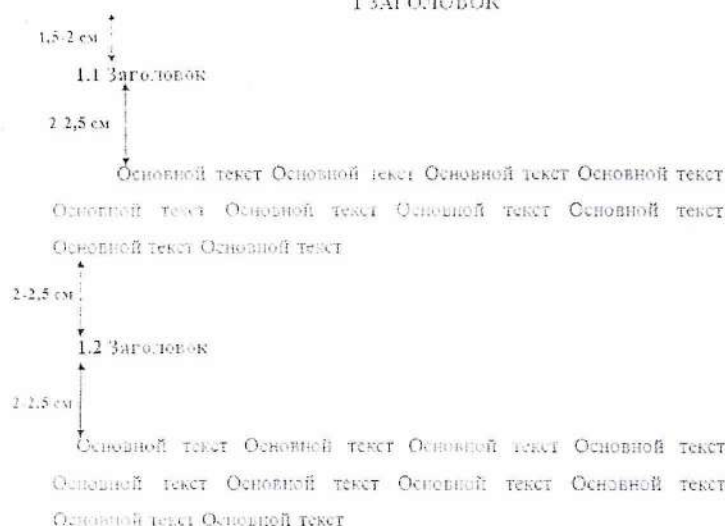 1 ЗАГОЛОВОК
1,5-2 см
1.1 Заголовок
2-2,5 см
Основной текст Основной текст Основной текст Основной текст
Основной текст Основной текст Основной текст Основной текст
Основной текст Основной текст
2-2,5 см
1.2 Заголовок
2-2,5 см
Основной текст Основной текст Основной текст Основной текст
Основной текст Основной текст Основной текст Основной текст
Основной текст Основной текст